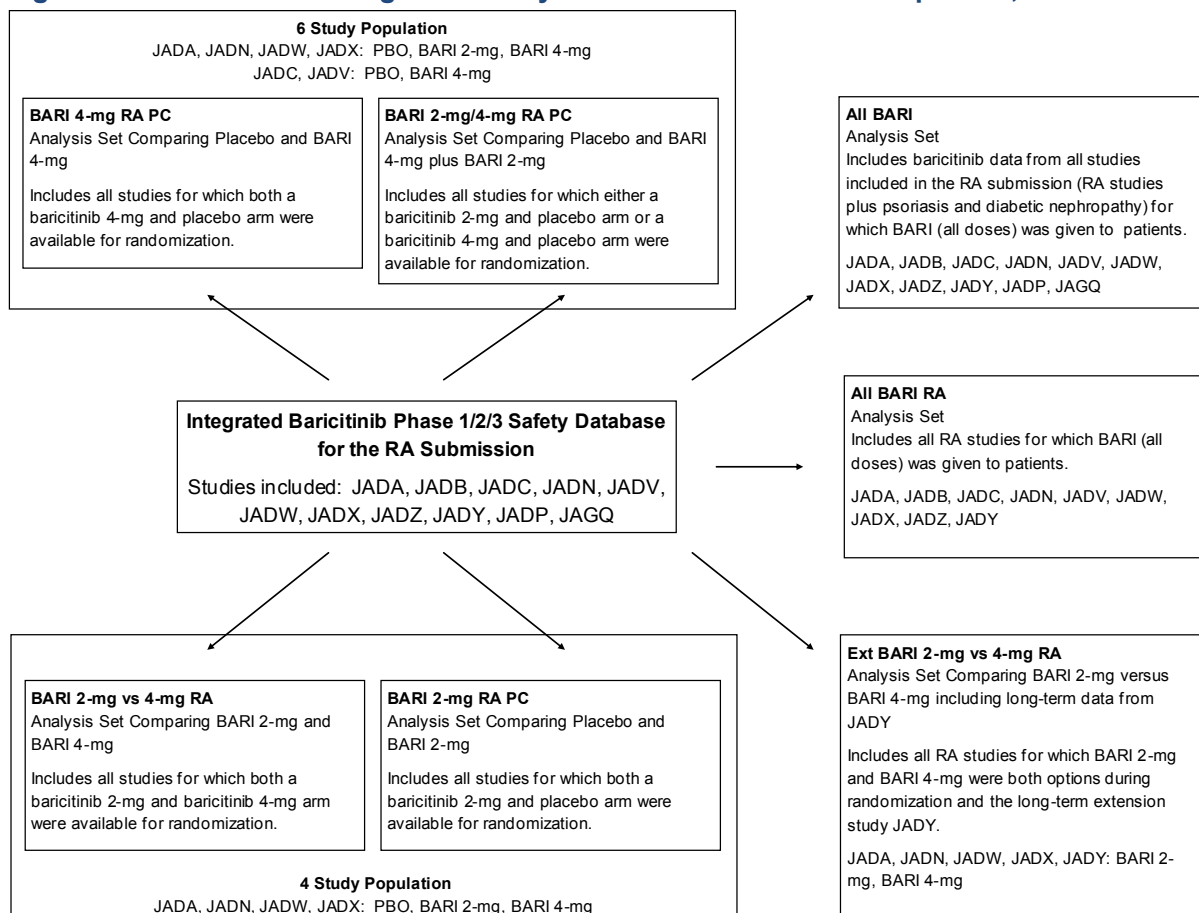 6 Study Population
JADA, JADN, JADW, JADX: PBO, BARI 2-mg, BARI 4-mg
JADC, JADV: PBO, BARI 4-mg
BARI 4-mg RA PC
Analysis Set Comparing Placebo and BARI
4-mg
Includes all studies for which both a
baricitinib 4-mg and placebo arm were
available for randomization.
BARI 2-mg/4-mg RA PC
Analysis Set Comparing Placebo and BARI
4-mg plus BARI 2-mg
Includes all studies for which either a
baricitinib 2-mg and placebo arm or a
baricitinib 4-mg and placebo arm were
available for randomization.
All BARI
Analysis Set
Includes baricitinib data from all studies
included in the RA submission (RA studies
plus psoriasis and diabetic nephropathy) for
which BARI (all doses) was given to patients.
JADA, JADB, JADC, JADN, JADV, JADW,
JADX, JADZ, JADY, JADP, JAGQ
Integrated Baricitinib Phase 1/2/3 Safety Database
for the RA Submission
Studies included: JADA, JADB, JADC, JADN, JADV,
JADW, JADX, JADZ, JADY, JADP, JAGQ
All BARI RA
Analysis Set
Includes all RA studies for which BARI (all
doses) was given to patients.
JADA, JADB, JADC, JADN, JADV, JADW,
JADX, JADZ, JADY
BARI 2-mg vs 4-mg RA
Analysis Set Comparing BARI 2-mg and
BARI 4-mg
Includes all studies for which both a
baricitinib 2-mg and baricitinib 4-mg arm
were available for randomization.
BARI 2-mg RA PC
Analysis Set Comparing Placebo and
BARI 2-mg
Includes all studies for which both a
baricitinib 2-mg and placebo arm were
available for randomization.
4 Study Population
JADA, JADN, JADW, JADX: PBO, BARI 2-mg, BARI 4-mg
Ext BARI 2-mg vs 4-mg RA
Analysis Set Comparing BARI 2-mg versus
BARI 4-mg including long-term data from
JADY
Includes all RA studies for which BARI 2-mg
and BARI 4-mg were both options during
randomization and the long-term extension
study JADY.
JADA, JADN, JADW, JADX, JADY: BARI 2-
mg, BARI 4-mg